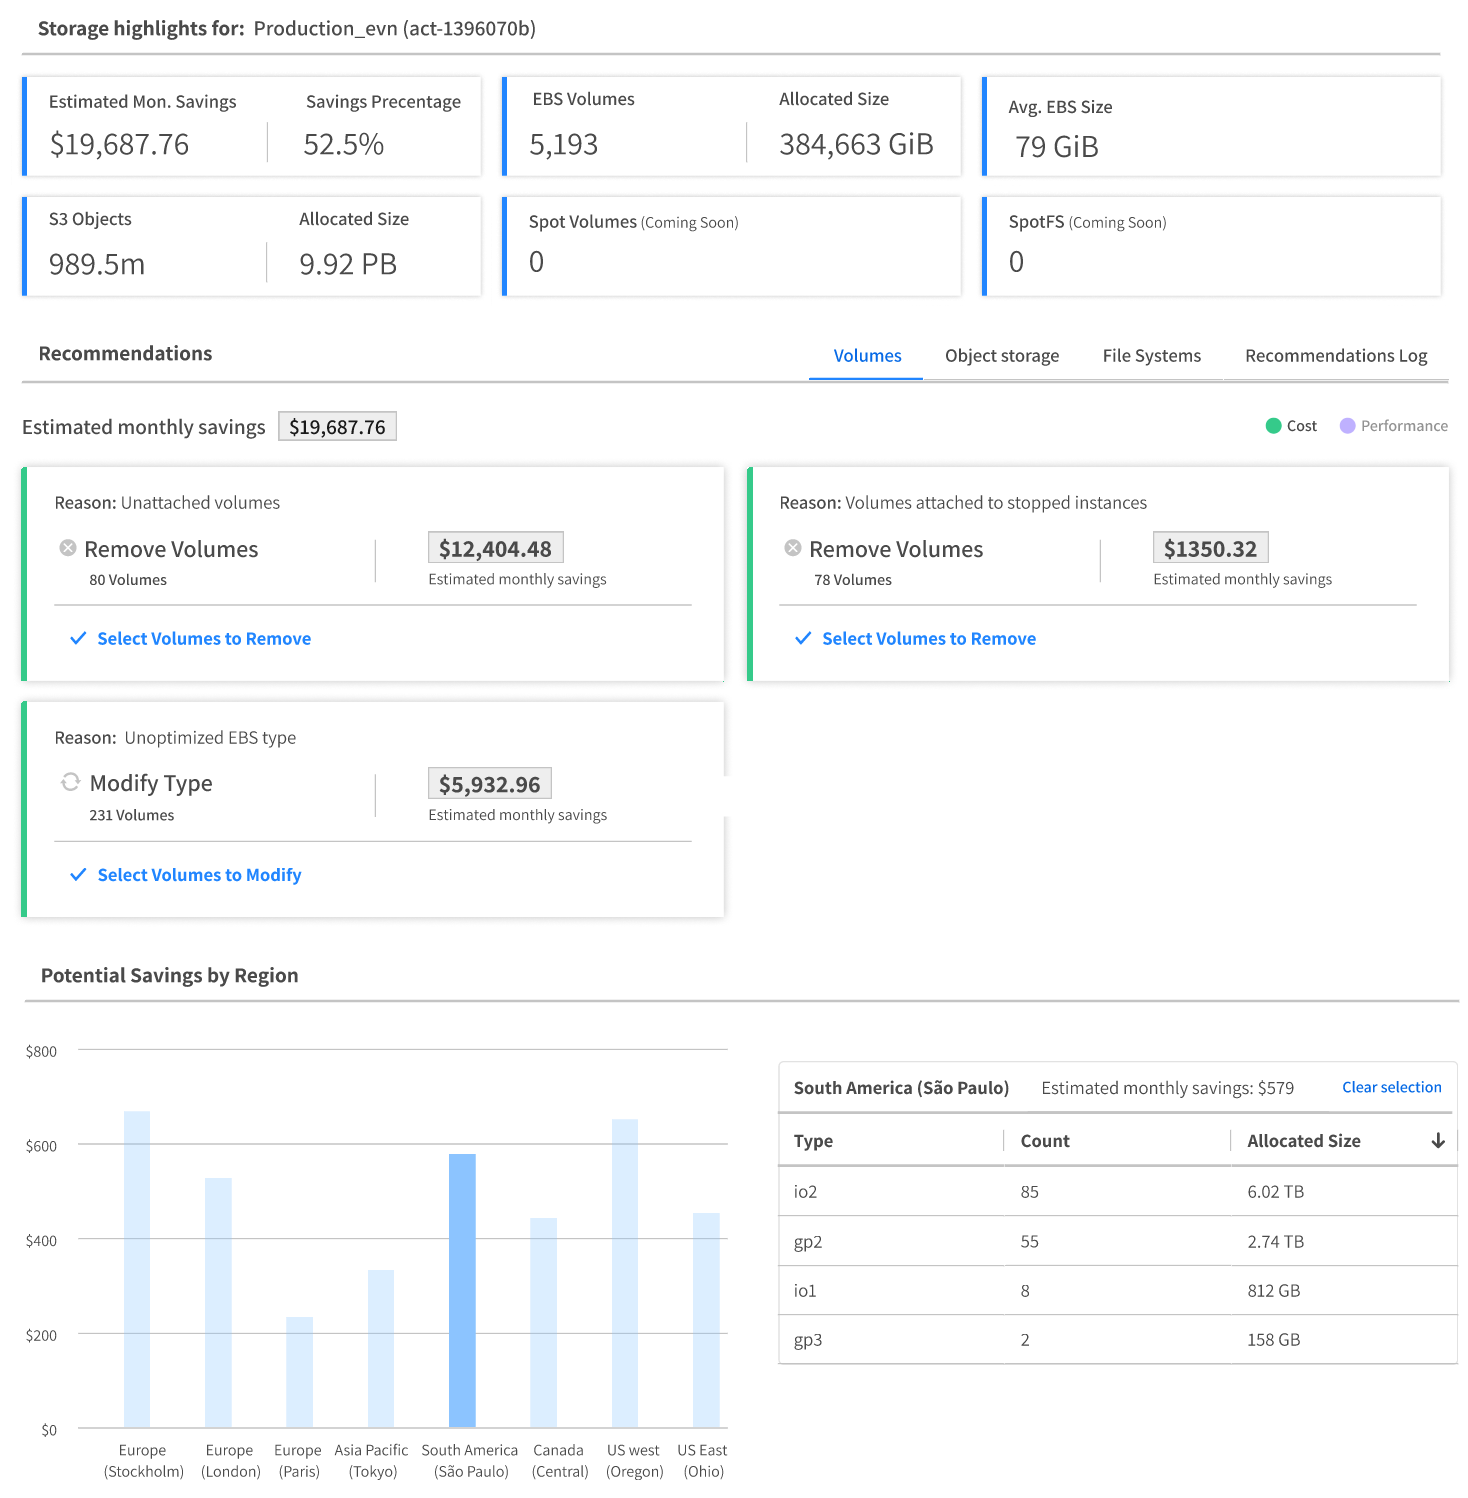 Storage highlights for: Production_evn (act-1396070b)
Estimated Mon. Savings
$19,687.76
Savings Precentage
52.5%
EBS Volumes
5,193
Allocated Size
384,663 GiB
Avg. EBS Size
79 GiB
S3 Objects
989.5m
Allocated Size
9.92 PB
Spot Volumes (Coming Soon)
0
SpotFS (Coming Soon)
0
Recommendations
Volumes
Object storage
File Systems
Recommendations Log
Estimated monthly savings $19,687.76
Cost
Performance
Reason: Unattached volumes
Remove Volumes
80 Volumes
$12,404.48
Estimated monthly savings
Select Volumes to Remove
Reason: Volumes attached to stopped instances
Remove Volumes
78 Volumes
$1350.32
Estimated monthly savings
Select Volumes to Remove
Reason: Unoptimized EBS type
Modify Type
231 Volumes
$5,932.96
Estimated monthly savings
Select Volumes to Modify
Potential Savings by Region
$800
$600
$400
$200
$0
Europe
(Stockholm)
Europe
(London)
Europe
(Paris)
Asia Pacific
(Tokyo)
South America
(São Paulo)
Canada
(Central)
US west
(Oregon)
US East
(Ohio)
South America (São Paulo) Estimated monthly savings: $579 Clear selection
Type Count Allocated Size
io2 85 6.02 TB
gp2 55 2.74 TB
io1 8 812 GB
gp3 2 158 GB